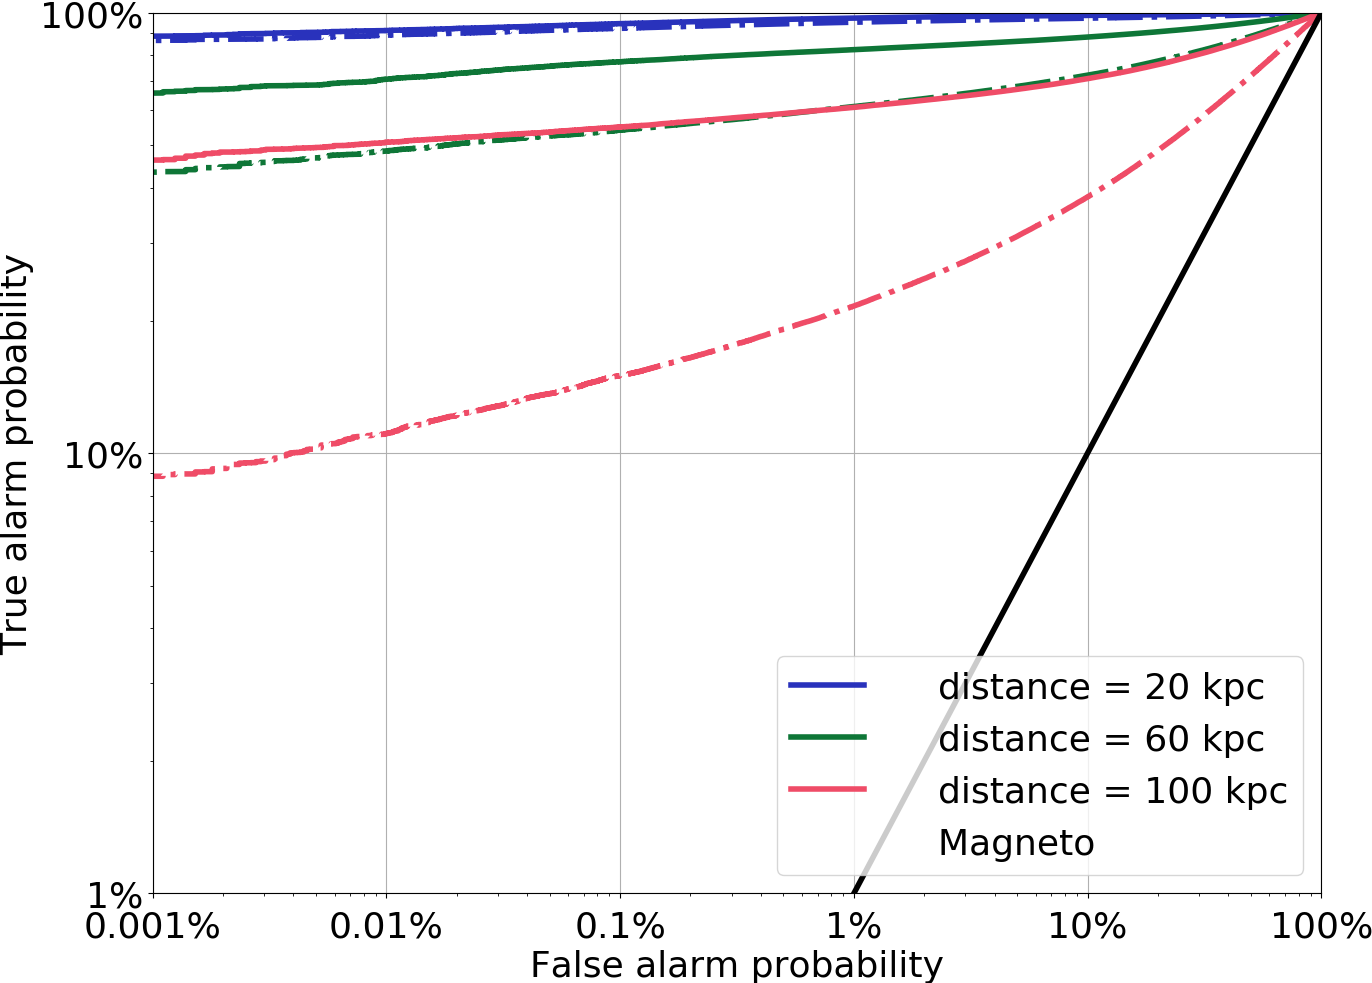 100%
10%
1%
True alarm probability
distance = 20 kpc
distance = 60 kpc
distance = 100 kpc
Magneto
0.001% 0.01% 0.1% 1% 10% 100%
False alarm probability